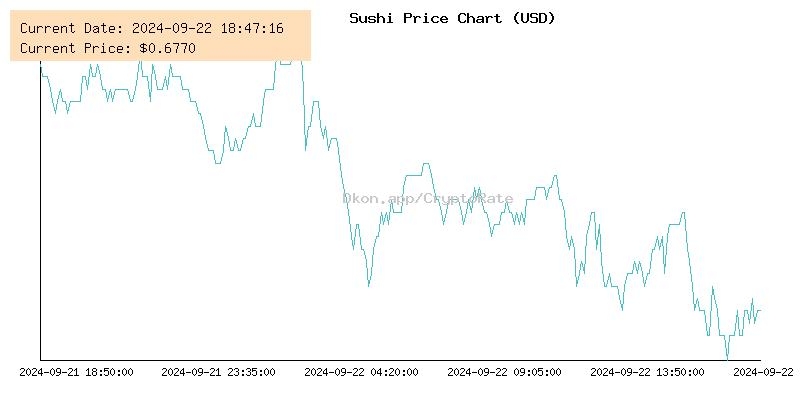 Sushi Price Chart (USD)
Current Date: 2024-09-22 18:47:16
Current Price: $0.6770
Dkon.app/CryptoRate
2024-09-21 18:50:00 2024-09-21 23:35:00 2024-09-22 04:20:00 2024-09-22 09:05:00 2024-09-22 13:50:00 2024-09-22